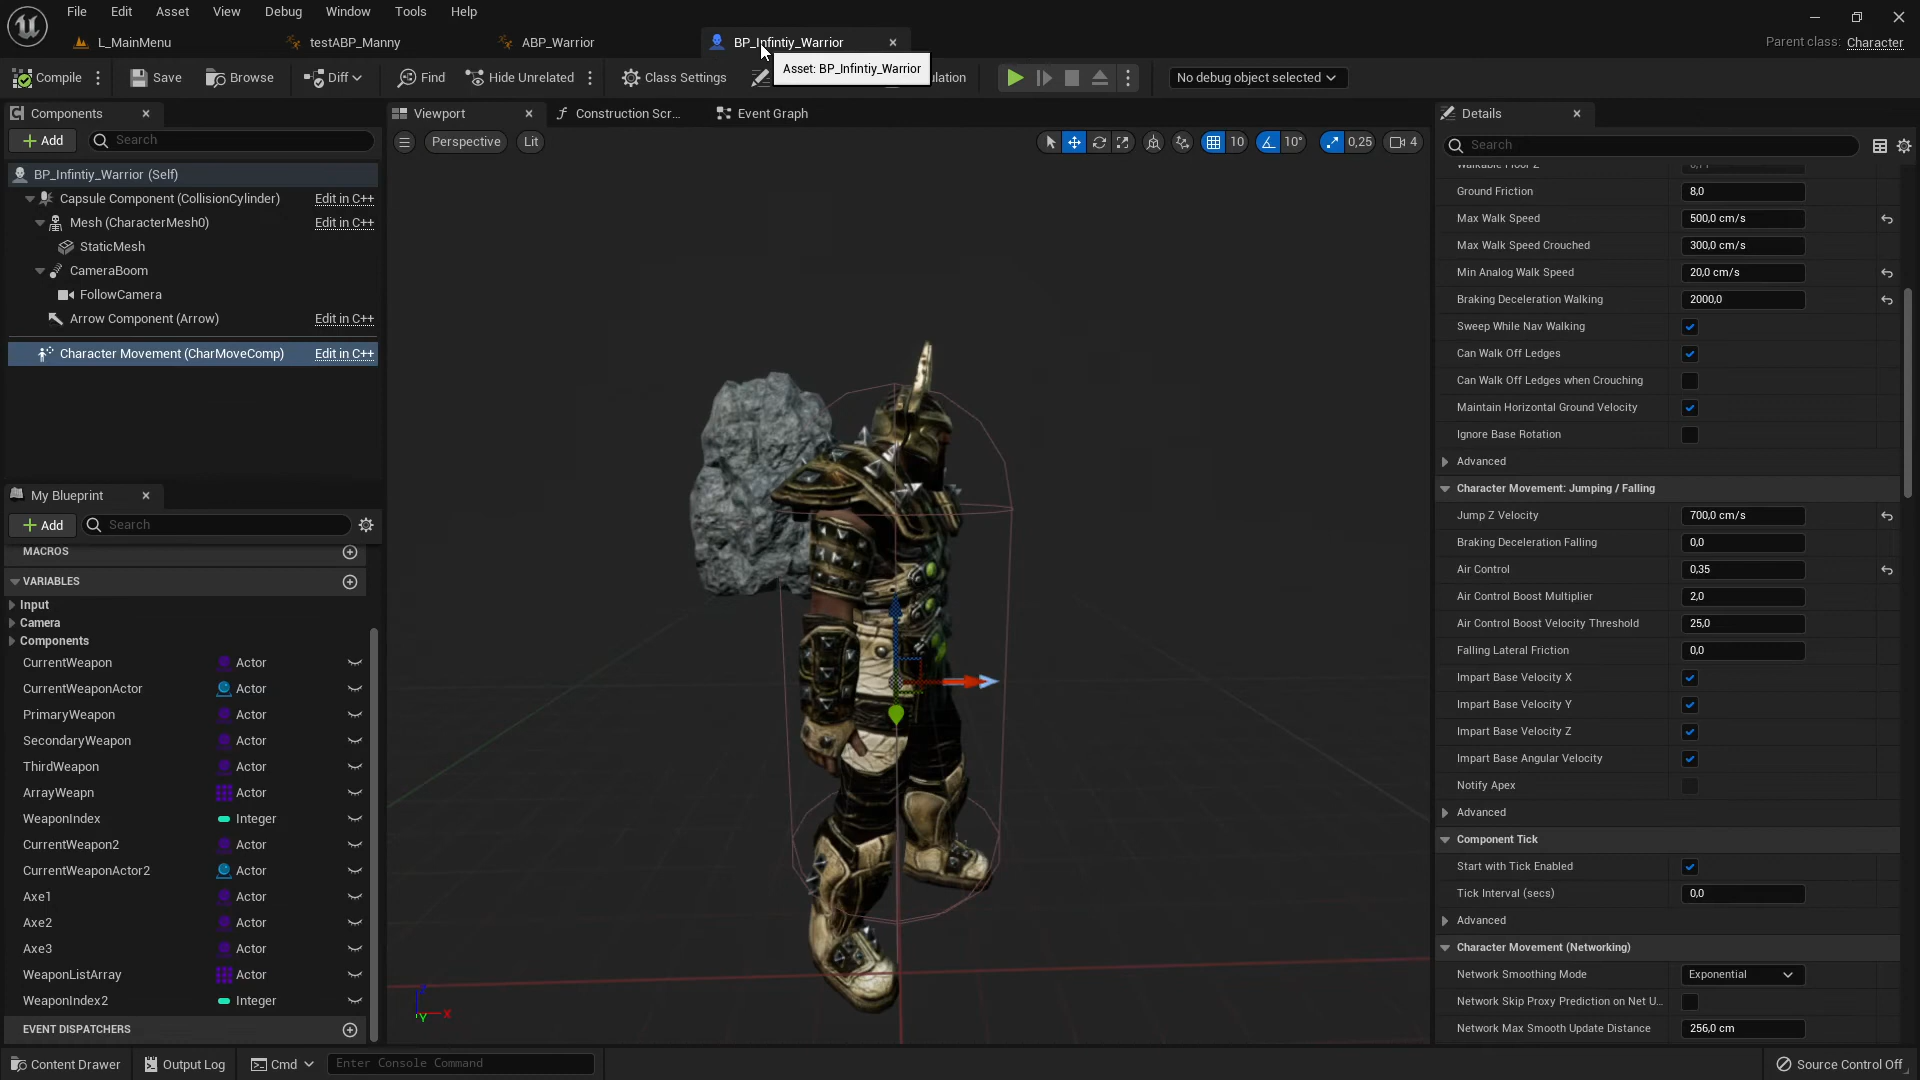 File Edit Asset View Debug Window Tools Help
L_MainMenu testABP_Manny ABP_Warrior BP_Infintiy_Warrior
Parent class: Character
Asset: BP_Infintiy_Warrior
Compile Save Browse Diff Find Hide Unrelated Class Settings ulation No debug object selected
Components Viewport Construction Scr... Event Graph Details
Add Search Perspective Lit 10 10° 0,25 4 Search
BP_Infintiy_Warrior (Self)
Capsule Component (CollisionCylinder) Edit in C++
Mesh (CharacterMesh0) Edit in C++
StaticMesh
CameraBoom
FollowCamera
Arrow Component (Arrow) Edit in C++
Character Movement (CharMoveComp) Edit in C++
My Blueprint
Add Search
MACROS
VARIABLES
Input
Camera
Components
CurrentWeapon Actor
CurrentWeaponActor Actor
PrimaryWeapon Actor
SecondaryWeapon Actor
ThirdWeapon Actor
ArrayWeapn Actor
WeaponIndex Integer
CurrentWeapon2 Actor
CurrentWeaponActor2 Actor
Axe1 Actor
Axe2 Actor
Axe3 Actor
WeaponListArray Actor
WeaponIndex2 Integer
EVENT DISPATCHERS
Z
X
Y
Walkable Floor Z
Ground Friction 8,0
Max Walk Speed 500,0 cm/s
Max Walk Speed Crouched 300,0 cm/s
Min Analog Walk Speed 20,0 cm/s
Braking Deceleration Walking 2000,0
Sweep While Nav Walking
Can Walk Off Ledges
Can Walk Off Ledges when Crouching
Maintain Horizontal Ground Velocity
Ignore Base Rotation
Advanced
Character Movement: Jumping / Falling
Jump Z Velocity 700,0 cm/s
Braking Deceleration Falling 0,0
Air Control 0,35
Air Control Boost Multiplier 2,0
Air Control Boost Velocity Threshold 25,0
Falling Lateral Friction 0,0
Impart Base Velocity X
Impart Base Velocity Y
Impart Base Velocity Z
Impart Base Angular Velocity
Notify Apex
Advanced
Component Tick
Start with Tick Enabled
Tick Interval (secs) 0,0
Advanced
Character Movement (Networking)
Network Smoothing Mode Exponential
Network Skip Proxy Prediction on Net U...
Network Max Smooth Update Distance 256,0 cm
Content Drawer Output Log Cmd Enter Console Command Source Control Off